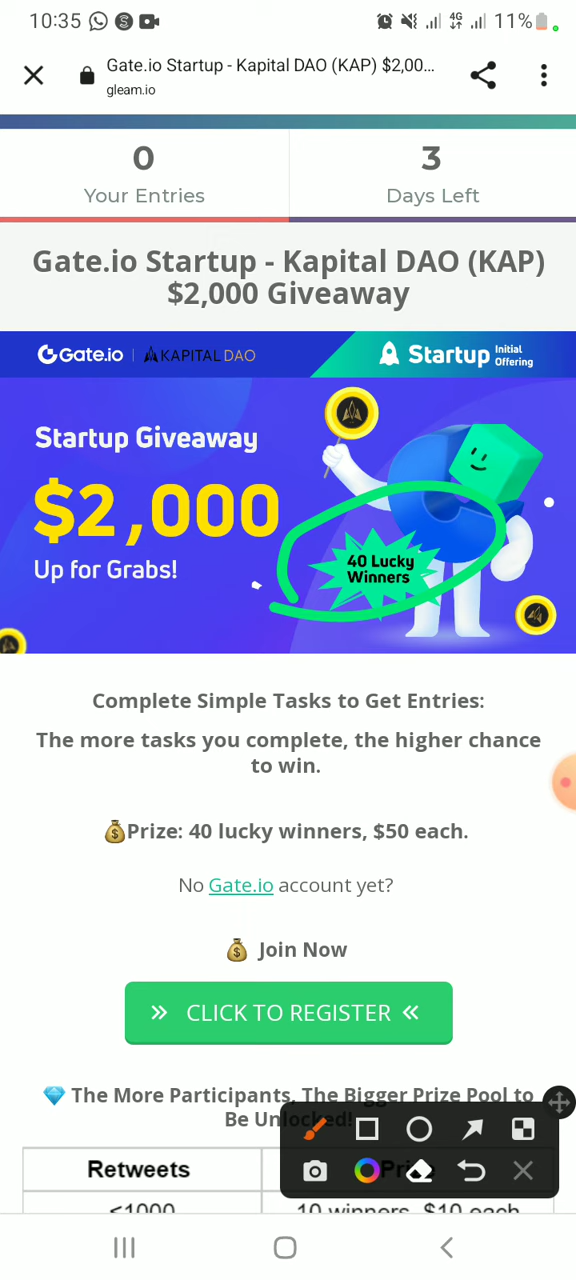 10:35
4G
11%
Gate.io Startup - Kapital DAO (KAP) $2,00...
gleam.io
0
Your Entries
3
Days Left
Gate.io Startup - Kapital DAO (KAP)
$2,000 Giveaway
Gate.io | KAPITAL DAO
Startup Initial Offering
Startup Giveaway
$2,000
Up for Grabs!
40 Lucky
Winners
Complete Simple Tasks to Get Entries:
The more tasks you complete, the higher chance
to win.
💰Prize: 40 lucky winners, $50 each.
No Gate.io account yet?
💰 Join Now
» CLICK TO REGISTER «
💎 The More Participants, The Bigger Prize Pool to
Be Unlocked!
Retweets
<1000
10 winners, $10 each